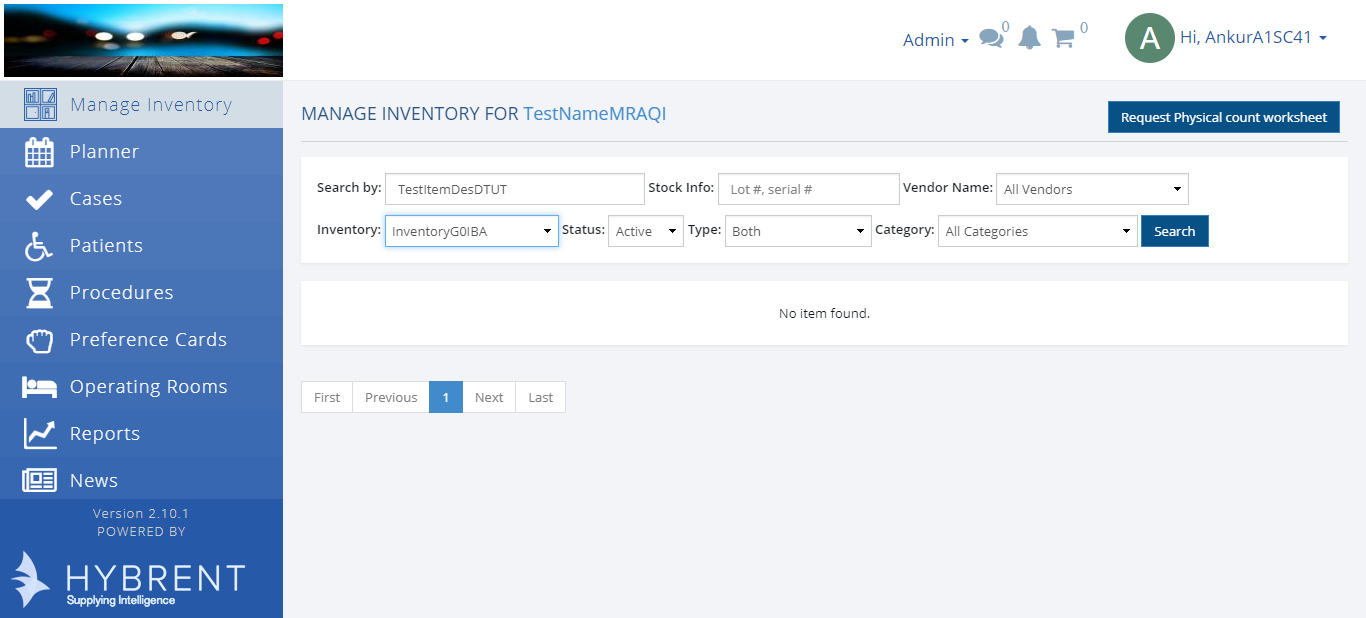 Admin 0 0 A Hi, AnkurA1SC41
Manage Inventory
Planner
Cases
Patients
Procedures
Preference Cards
Operating Rooms
Reports
News
Version 2.10.1
POWERED BY
HYBRENT
Supplying Intelligence
MANAGE INVENTORY FOR TestNameMRAQI
Request Physical count worksheet
Search by: TestItemDesDTUT Stock Info: Lot #, serial # Vendor Name: All Vendors
Inventory: InventoryG0IBA Status: Active Type: Both Category: All Categories Search
No item found.
First Previous 1 Next Last